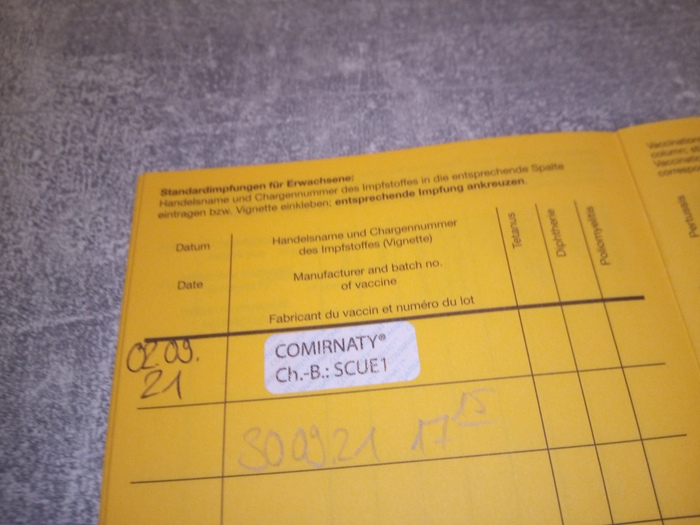 Standardimpfungen für Erwachsene:
Handelsname und Chargennummer des Impfstoffes in die entsprechende Spalte
eintragen bzw. Vignette einkleben; entsprechende Impfung ankreuzen.
Datum
Date
Handelsname und Chargennummer
des Impfstoffes (Vignette)
Manufacturer and batch no.
of vaccine
Fabricant du vaccin et numéro du lot
Tetanus
Diphtherie
Poliomyelitis
Pertussis
02.09.
21
COMIRNATY®
Ch.-B.: SCUE1
30 09.21 17 15